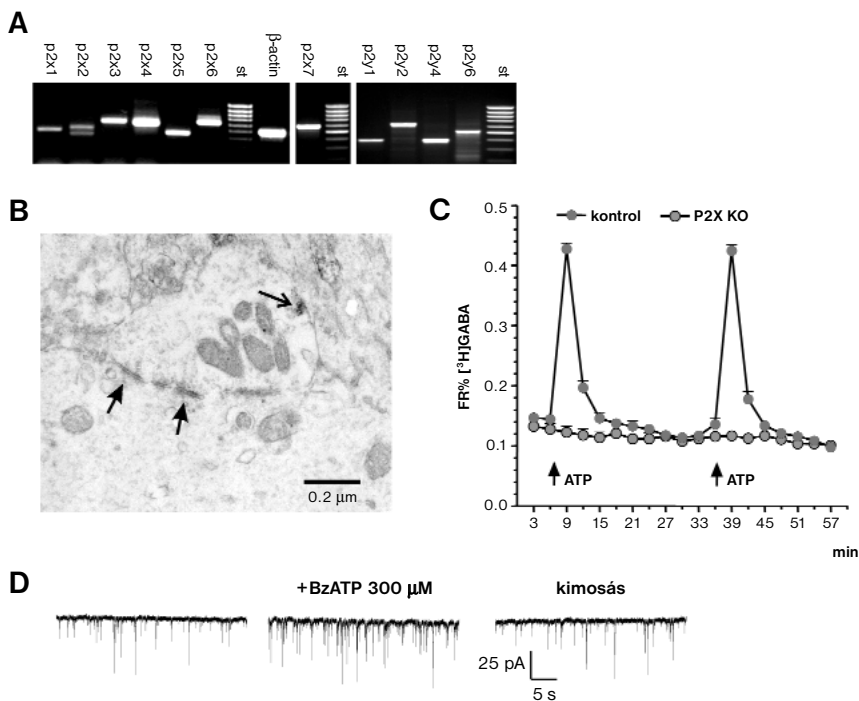 A
p2x1 p2x2 p2x3 p2x4 p2x5 p2x6 st β-actin p2x7 st p2y1 p2y2 p2y4 p2y6 st
B
0.2 µm
C
kontrol P2X KO
FR% [³H]GABA
0.5
0.4
0.3
0.2
0.1
0.0
ATP ATP
3 9 15 21 27 33 39 45 51 57
min
D
+BzATP 300 µM kimosás
25 pA
5 s